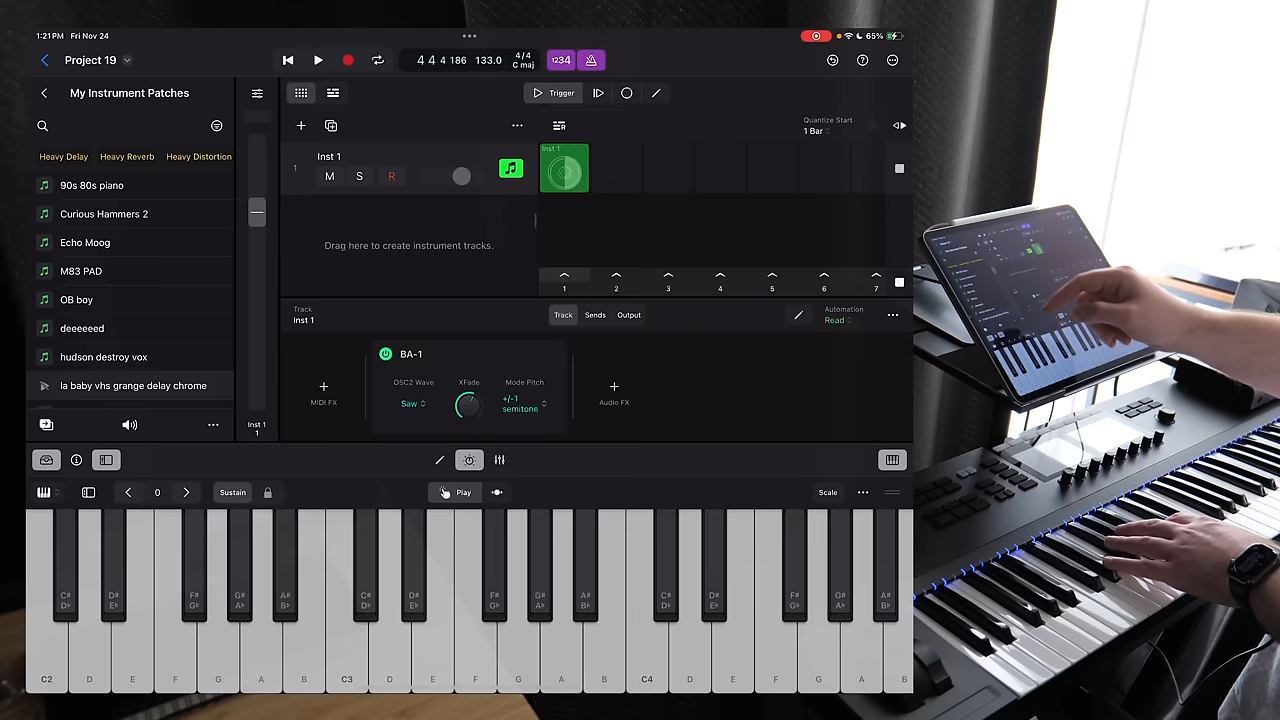 1:21 PM Fri Nov 24
65%
Project 19
4 4 4 186 133.0 4/4 C maj
1234
My Instrument Patches
Trigger
Quantize Start
1 Bar
Heavy Delay Heavy Reverb Heavy Distortion
90s 80s piano
Curious Hammers 2
Echo Moog
M83 PAD
OB boy
deeeeeed
hudson destroy vox
la baby vhs grange delay chrome
Inst 1
1
1
Inst 1
M S R
Inst 1
Drag here to create instrument tracks.
1 2 3 4 5 6 7
Track
Inst 1
Track Sends Output
Automation
Read
BA-1
OSC2 Wave XFade Mode Pitch
Saw
+/-1
semitone
MIDI FX
Audio FX
0
Sustain
Play
Scale
C# D# F# G# A# C# D# F# G# A# C# D# F# G# A#
D♭ E♭ G♭ A♭ B♭ D♭ E♭ G♭ A♭ B♭ D♭ E♭ G♭ A♭ B♭
C2 D E F G A B C3 D E F G A B C4 D E F G A B